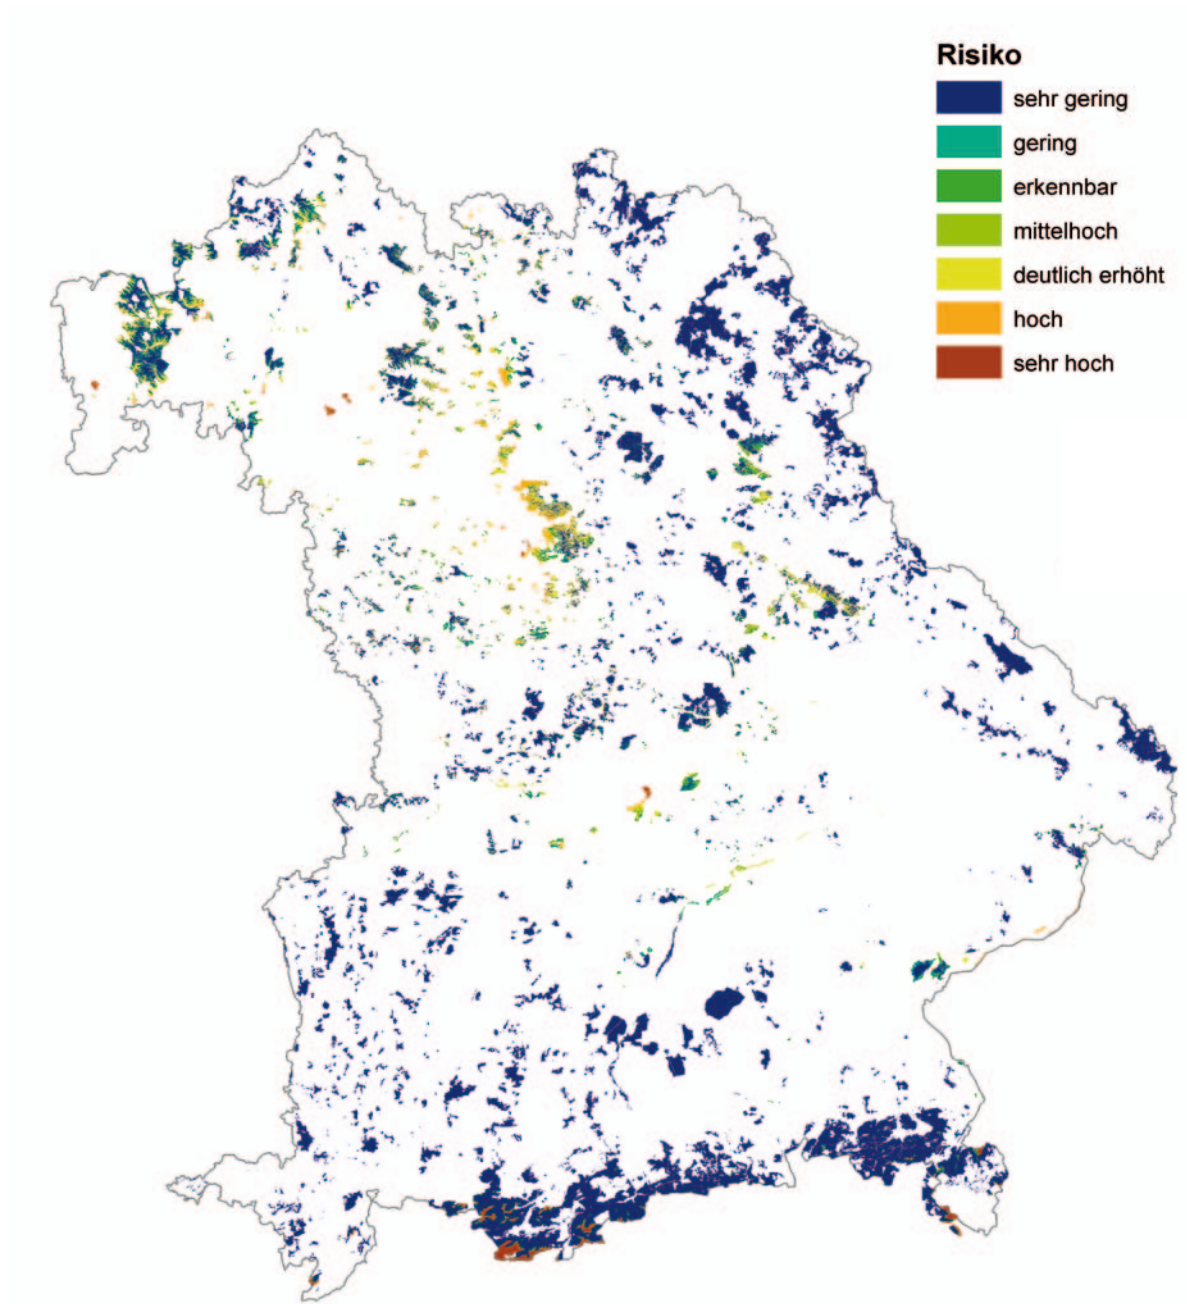 Risiko
sehr gering
gering
erkennbar
mittelhoch
deutlich erhöht
hoch
sehr hoch